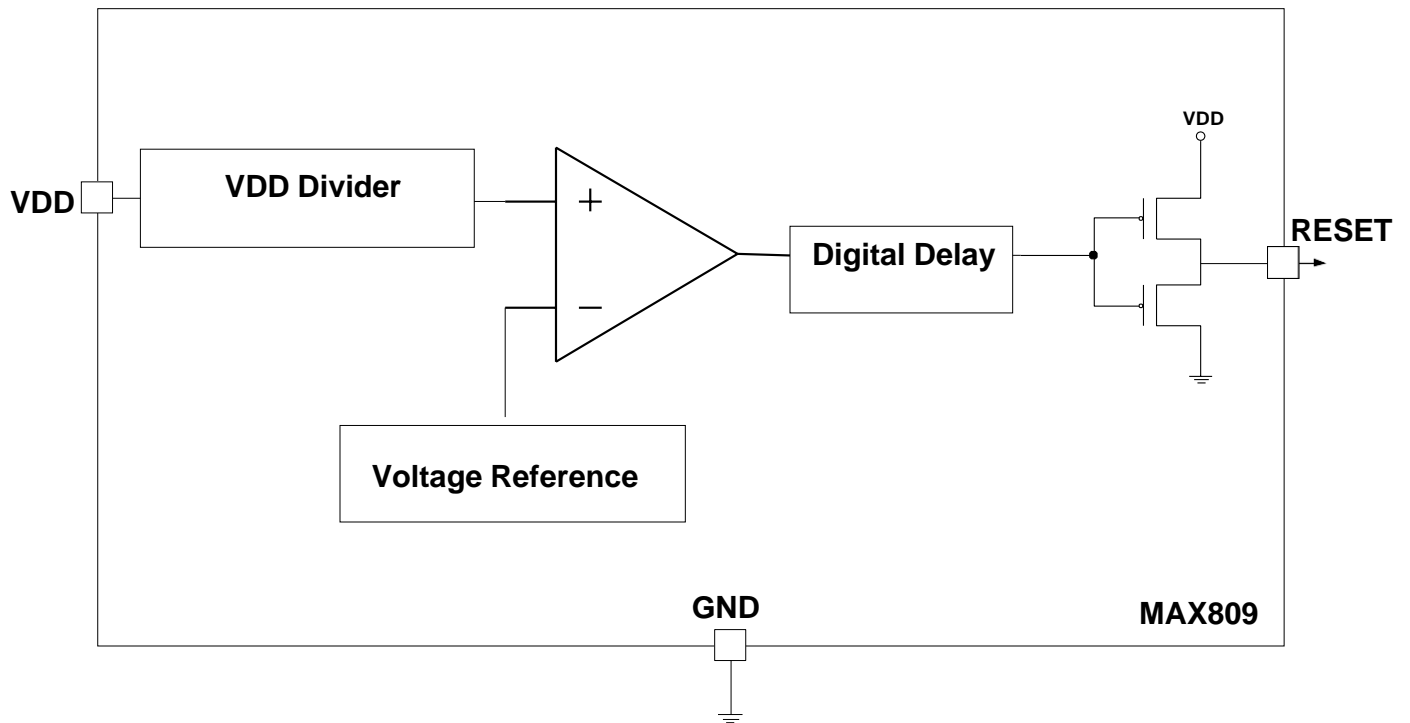 VDD
VDD Divider
VDD
+
RESET
Digital Delay
−
Voltage Reference
GND
MAX809